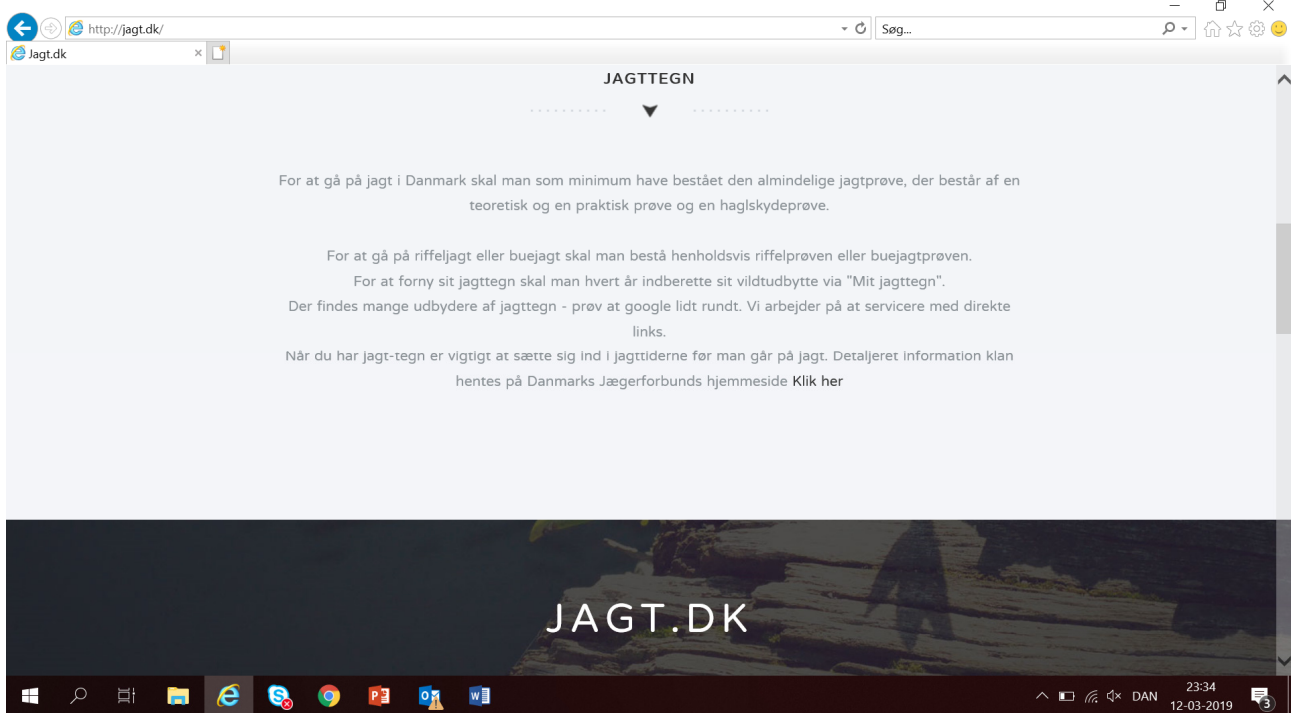 http://jagt.dk/
Søg...
Jagt.dk
JAGTTEGN
For at gå på jagt i Danmark skal man som minimum have bestået den almindelige jagtprøve, der består af en
teoretisk og en praktisk prøve og en haglskydeprøve.
For at gå på riffeljagt eller buejagt skal man bestå henholdsvis riffelprøven eller buejagtprøven.
For at forny sit jagttegn skal man hvert år indberette sit vildtudbytte via "Mit jagttegn".
Der findes mange udbydere af jagttegn - prøv at google lidt rundt. Vi arbejder på at servicere med direkte
links.
Når du har jagt-tegn er vigtigt at sætte sig ind i jagttiderne før man går på jagt. Detaljeret information klan
hentes på Danmarks Jægerforbunds hjemmeside Klik her
JAGT.DK
DAN
23:34
12-03-2019
3